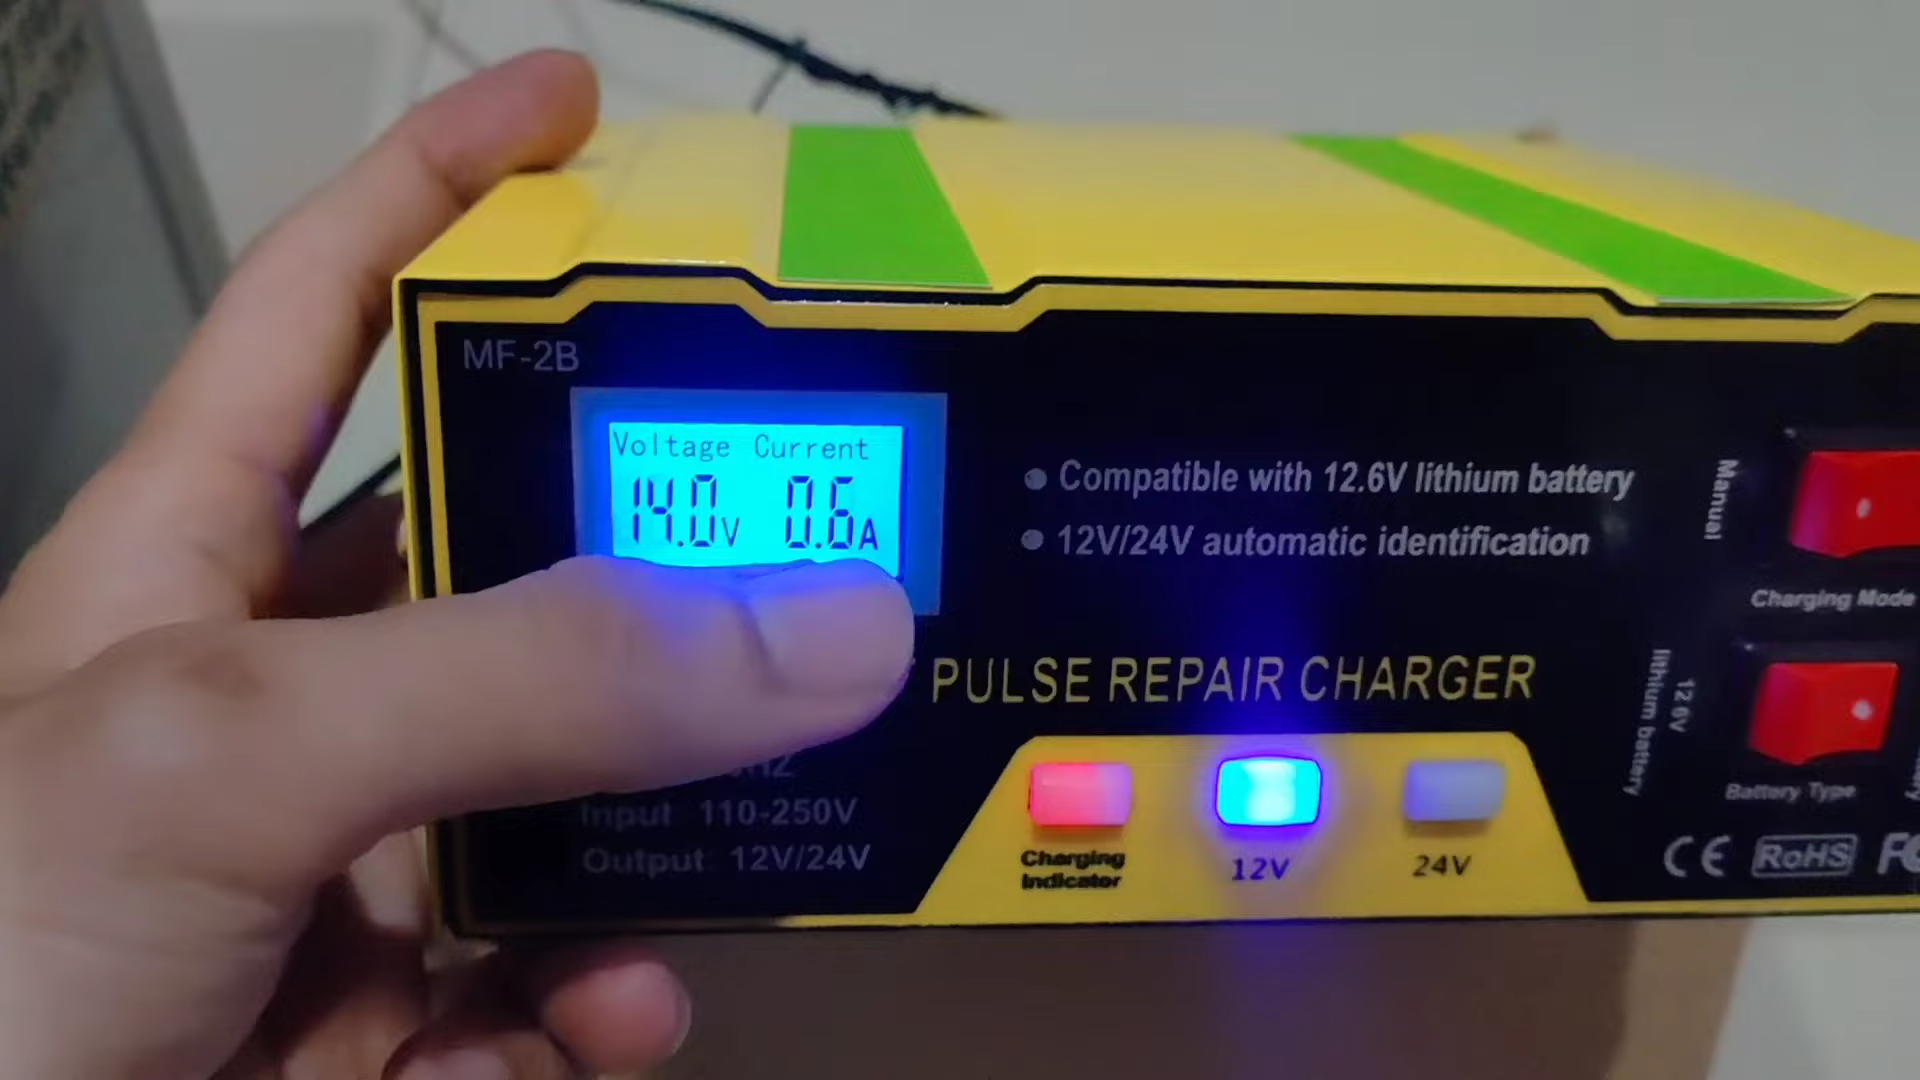 MF-2B
Voltage Current
14.0V 0.6A
Compatible with 12.6V lithium battery
12V/24V automatic identification
Manual
Charging Mode
PULSE REPAIR CHARGER
12.6V
lithium battery
Battery Type
Input: 110-250V
Output: 12V/24V
Charging
Indicator
12V
24V
CE RoHS